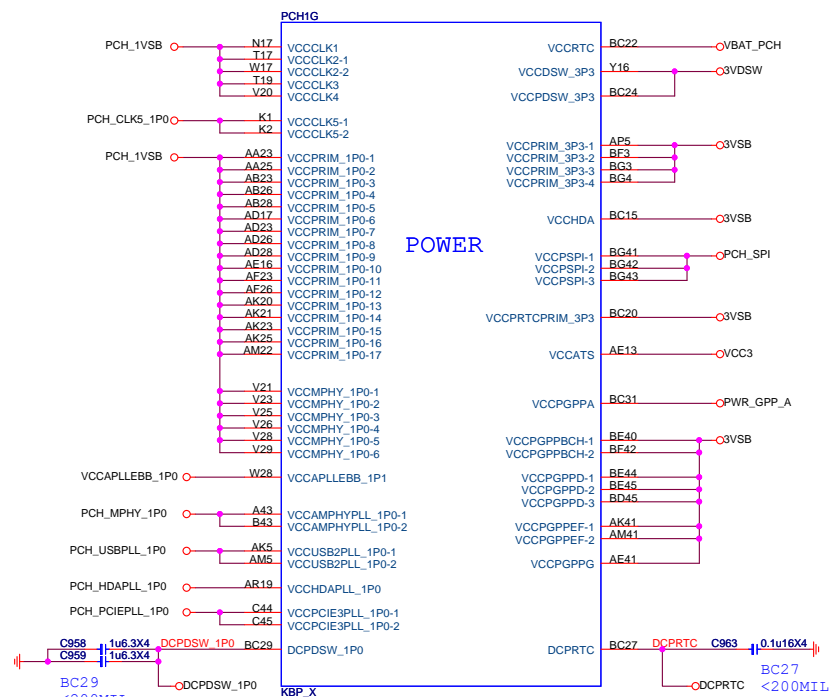 PCH1G
PCH_1VSB N17 VCCCLK1 VCCRTC BC22 VBAT_PCH
T17 VCCCLK2-1
W17 VCCCLK2-2 VCCDSW_3P3 Y16 3VDSW
T19 VCCCLK3
V20 VCCCLK4 VCCPDSW_3P3 BC24
PCH_CLK5_1P0 K1 VCCCLK5-1
K2 VCCCLK5-2
VCCPRIM_3P3-1 AP5 3VSB
PCH_1VSB AA23 VCCPRIM_1P0-1 VCCPRIM_3P3-2 BF3
AA25 VCCPRIM_1P0-2 VCCPRIM_3P3-3 BG3
AB23 VCCPRIM_1P0-3 VCCPRIM_3P3-4 BG4
AB26 VCCPRIM_1P0-4
AB28 VCCPRIM_1P0-5
AD17 VCCPRIM_1P0-6 VCCHDA BC15 3VSB
AD23 VCCPRIM_1P0-7
AD26 VCCPRIM_1P0-8 POWER
AD28 VCCPRIM_1P0-9 VCCPSPI-1 BG41 PCH_SPI
AE16 VCCPRIM_1P0-10 VCCPSPI-2 BG42
AE23 VCCPRIM_1P0-11 VCCPSPI-3 BG43
AE26 VCCPRIM_1P0-12
AK20 VCCPRIM_1P0-13
AK21 VCCPRIM_1P0-14 VCCPRTCPRIM_3P3 BC20 3VSB
AK23 VCCPRIM_1P0-15
AK25 VCCPRIM_1P0-16
AM22 VCCPRIM_1P0-17 VCCATS AE13 VCC3
V21 VCCMPHY_1P0-1
V23 VCCMPHY_1P0-2 VCCPGPPA BC31 PWR_GPP_A
V25 VCCMPHY_1P0-3
V26 VCCMPHY_1P0-4
V28 VCCMPHY_1P0-5 VCCPGPPBCH-1 BE40 3VSB
V29 VCCMPHY_1P0-6 VCCPGPPBCH-2 BF42
VCCAPLLEBB_1P0 W28 VCCAPLLEBB_1P1 VCCPGPPD-1 BE44
VCCPGPPD-2 BE45
VCCPGPPD-3 BD45
PCH_MPHY_1P0 A43 VCCAMPHYPLL_1P0-1
B43 VCCAMPHYPLL_1P0-2 VCCPGPPEF-1 AK41
VCCPGPPEF-2 AM41
PCH_USBPLL_1P0 AK5 VCCUSB2PLL_1P0-1
AM5 VCCUSB2PLL_1P0-2 VCCPGPPG AE41
PCH_HDAPLL_1P0 AR19 VCCHDAPLL_1P0
PCH_PCIEPLL_1P0 C44 VCCPCIE3PLL_1P0-1
C45 VCCPCIE3PLL_1P0-2
C958 1u6.3X4 DCPDSW_1P0 BC29 DCPDSW_1P0 DCPRTC BC27 DCPRTC C963 0.1u16X4
C959 1u6.3X4
BC29 DCPDSW_1P0 DCPRTC BC27
<200MIL KBP_X <200MIL